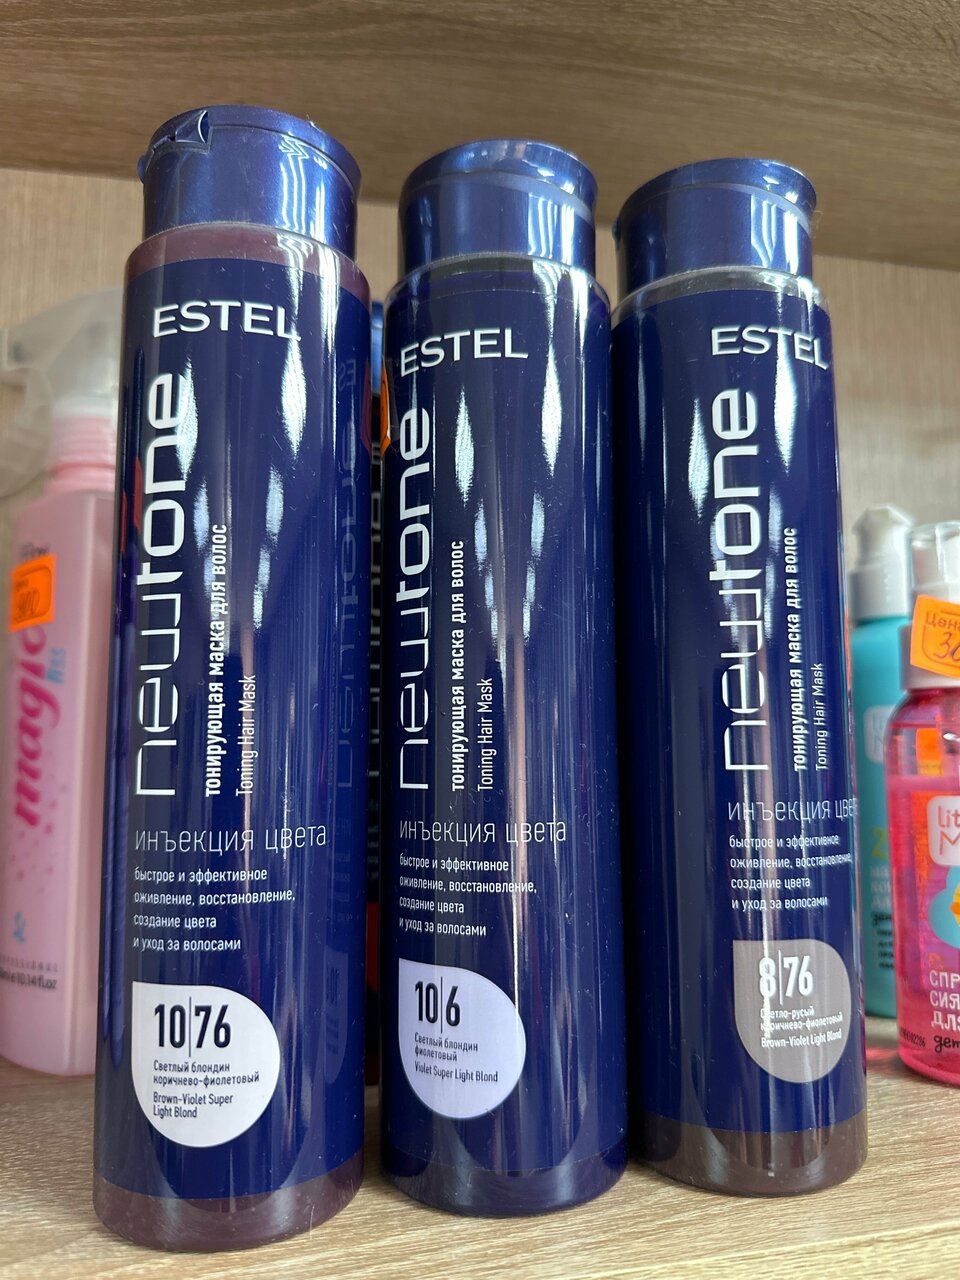 ESTEL
newtone
тонирующая маска для волос
Toning Hair Mask
инъекция цвета
быстрое и эффективное
оживление, восстановление,
создание цвета
и уход за волосами
10|76
Светлый блондин
коричнево-фиолетовый
Brown-Violet Super
Light Blond
ESTEL
newtone
тонирующая маска для волос
Toning Hair Mask
инъекция цвета
быстрое и эффективное
оживление, восстановление,
создание цвета
и уход за волосами
10|6
Светлый блондин
фиолетовый
Violet Super Light Blond
ESTEL
newtone
тонирующая маска для волос
Toning Hair Mask
инъекция цвета
быстрое и эффективное
оживление, восстановление,
создание цвета
и уход за волосами
8|76
Светло-русый
коричнево-фиолетовый
Brown-Violet Light Blond
magic
Цена